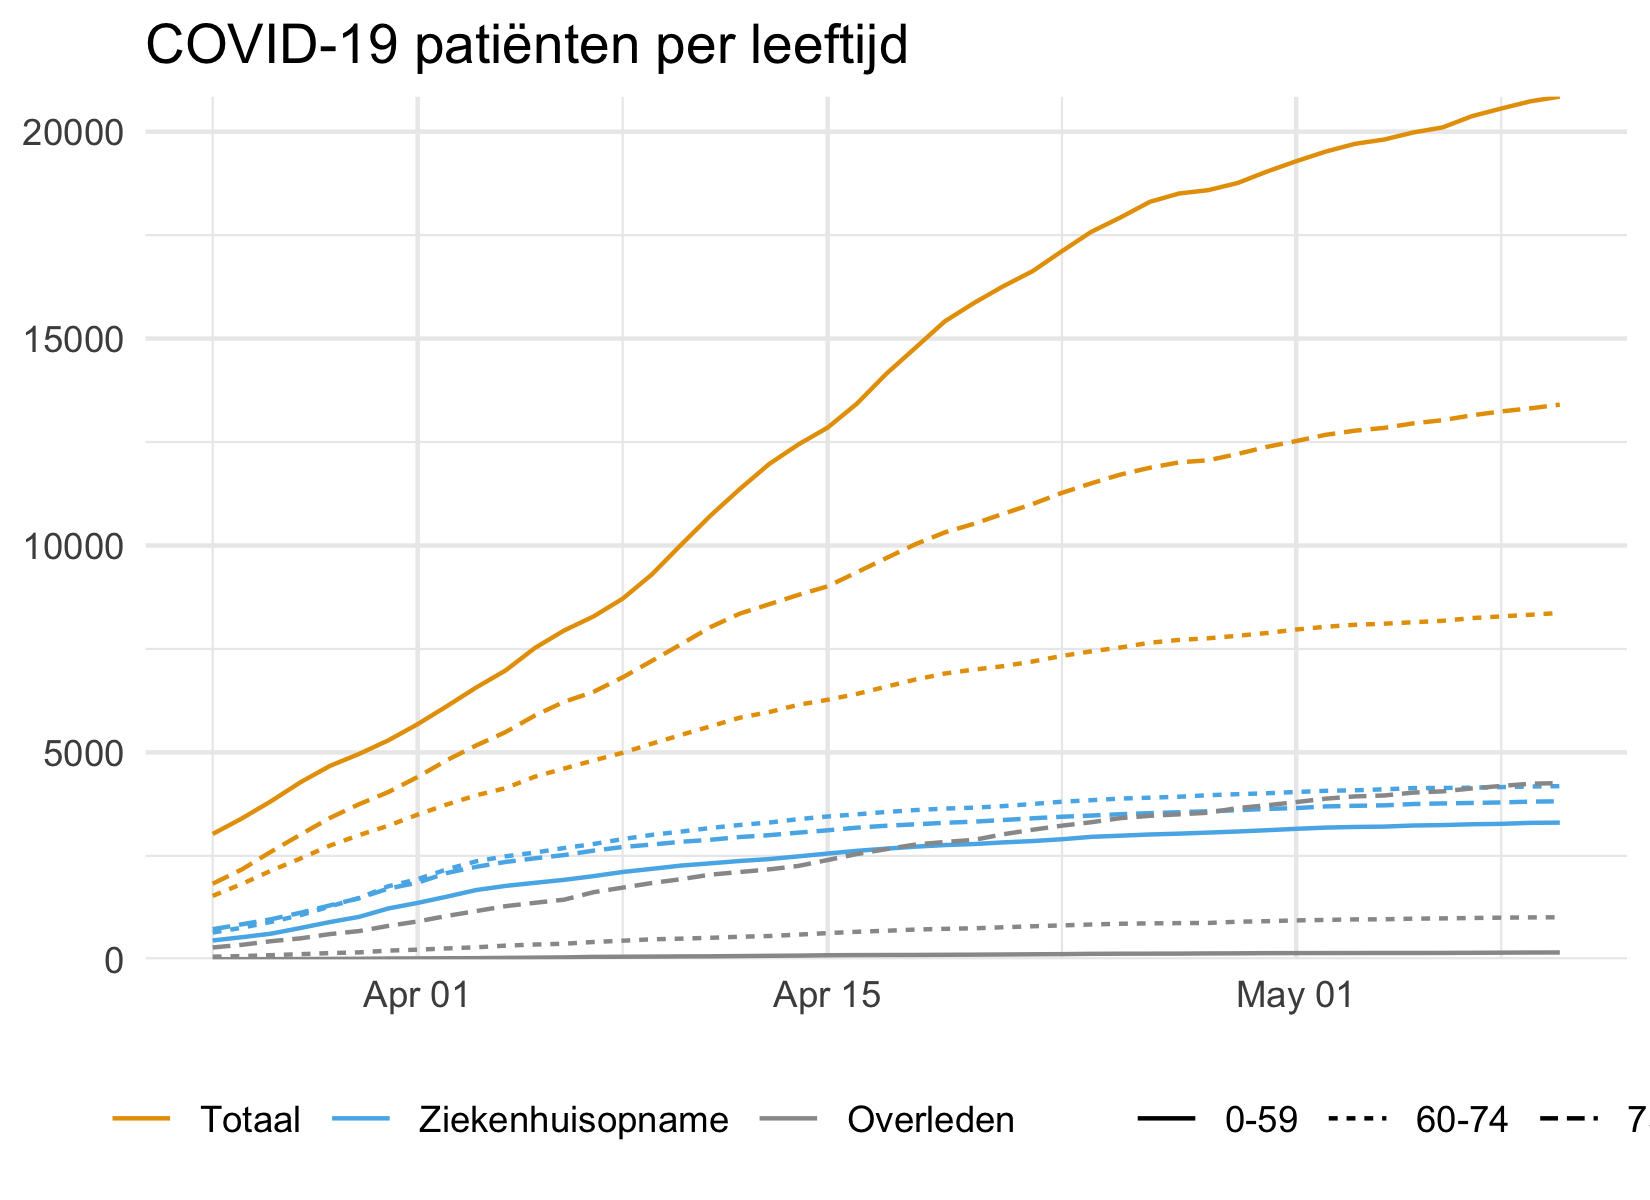 COVID-19 patiënten per leeftijd
20000
15000
10000
5000
0
Apr 01 Apr 15 May 01
Totaal Ziekenhuisopname Overleden 0-59 60-74